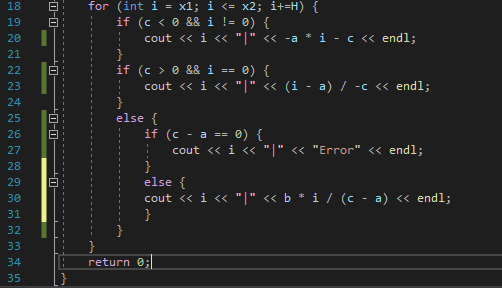 18 for (int i = x1; i <= x2; i+=H) {
19 if (c < 0 && i != 0) {
20 cout << i << "|" << -a * i - c << endl;
21 }
22 if (c > 0 && i == 0) {
23 cout << i << "|" << (i - a) / -c << endl;
24 }
25 else {
26 if (c - a == 0) {
27 cout << i << "|" << "Error" << endl;
28 }
29 else {
30 cout << i << "|" << b * i / (c - a) << endl;
31 }
32 }
33 }
34 return 0;
35 }